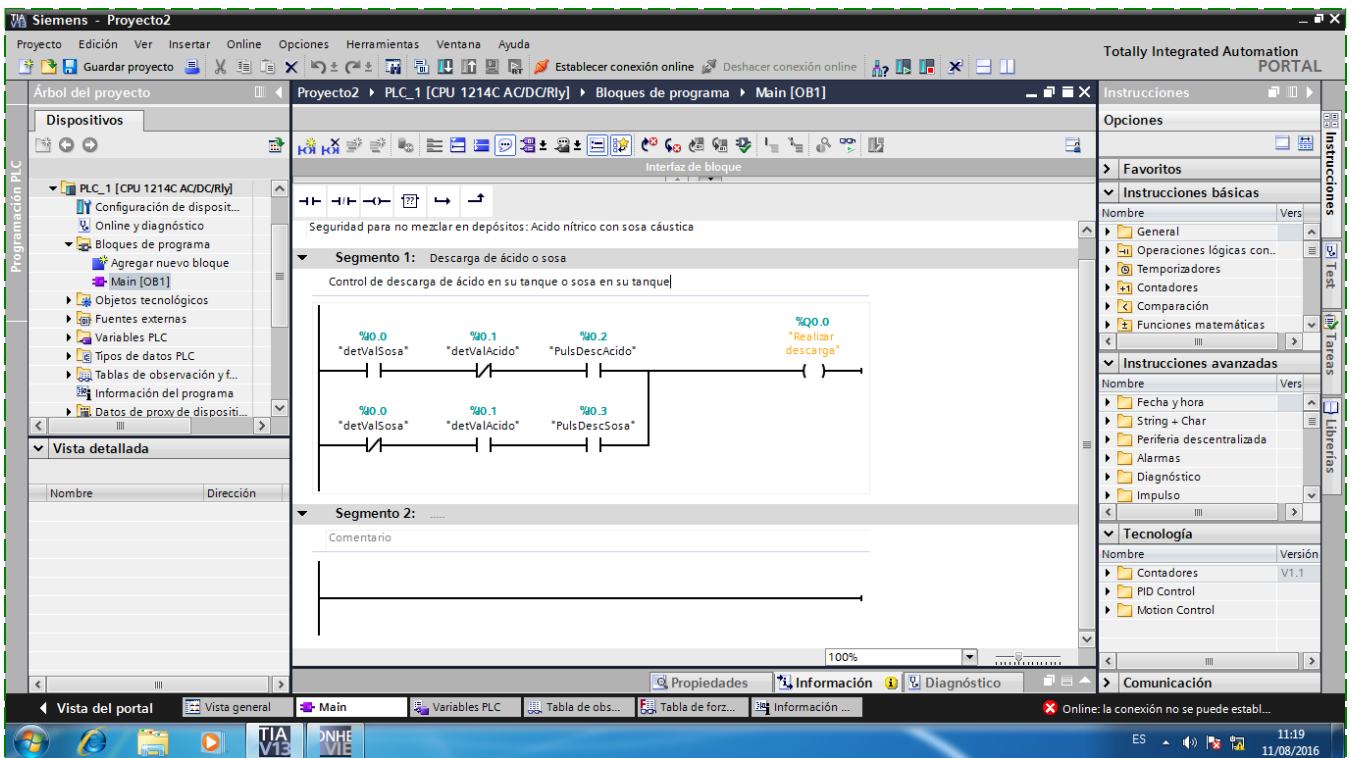 Siemens - Proyecto2
Proyecto Edición Ver Insertar Online Opciones Herramientas Ventana Ayuda
Totally Integrated Automation
PORTAL
Guardar proyecto
Establecer conexión online
Deshacer conexión online
Árbol del proyecto
Proyecto2 PLC_1 [CPU 1214C AC/DC/Rly] Bloques de programa Main [OB1]
Instrucciones
Dispositivos
Opciones
Interfaz de bloque
Programación PLC
PLC_1 [CPU 1214C AC/DC/Rly]
Configuración de disposit...
Online y diagnóstico
Bloques de programa
Agregar nuevo bloque
Main [OB1]
Objetos tecnológicos
Fuentes externas
Variables PLC
Tipos de datos PLC
Tablas de observación y f...
Información del programa
Datos de proxy de dispositi...
Vista detallada
Nombre Dirección
Seguridad para no mezclar en depósitos: Acido nítrico con sosa cáustica
Segmento 1: Descarga de ácido o sosa
Control de descarga de ácido en su tanque o sosa en su tanque
%I0.0 %I0.1 %I0.2 %Q0.0
"detValSosa" "detValAcido" "PulsDescAcido" "Realizar descarga"
%I0.0 %I0.1 %I0.3
"detValSosa" "detValAcido" "PulsDescSosa"
Segmento 2: .....
Comentario
100%
Propiedades
Información
Diagnóstico
Favoritos
Instrucciones básicas
Nombre Vers
General
Operaciones lógicas con..
Temporizadores
Contadores
Comparación
Funciones matemáticas
Instrucciones avanzadas
Nombre Vers
Fecha y hora
String + Char
Periferia descentralizada
Alarmas
Diagnóstico
Impulso
Tecnología
Nombre Versión
Contadores V1.1
PID Control
Motion Control
Comunicación
Instrucciones
Test
Tareas
Librerías
Vista del portal
Vista general
Main
Variables PLC
Tabla de obs...
Tabla de forz...
Información ...
Online: la conexión no se puede establ...
TIA
V13
ES
11:19
11/08/2016